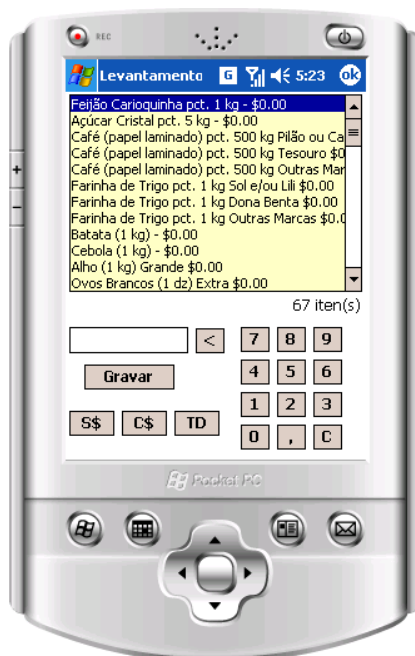 REC
Levantamento G 5:23 ok
Feijão Carioquinha pct. 1 kg - $0.00
Açúcar Cristal pct. 5 kg - $0.00
Café (papel laminado) pct. 500 kg Pilão ou Ca
Café (papel laminado) pct. 500 kg Tesouro $0
Café (papel laminado) pct. 500 kg Outras Mar
Farinha de Trigo pct. 1 kg Sol e/ou Lili $0.00
Farinha de Trigo pct. 1 kg Dona Benta $0.00
Farinha de Trigo pct. 1 kg Outras Marcas $0.0
Batata (1 kg) - $0.00
Cebola (1 kg) - $0.00
Alho (1 kg) Grande $0.00
Ovos Brancos (1 dz) Extra $0.00
67 iten(s)
< 7 8 9
Gravar 4 5 6
1 2 3
S$ C$ TD 0 , C
Pocket PC
+
-